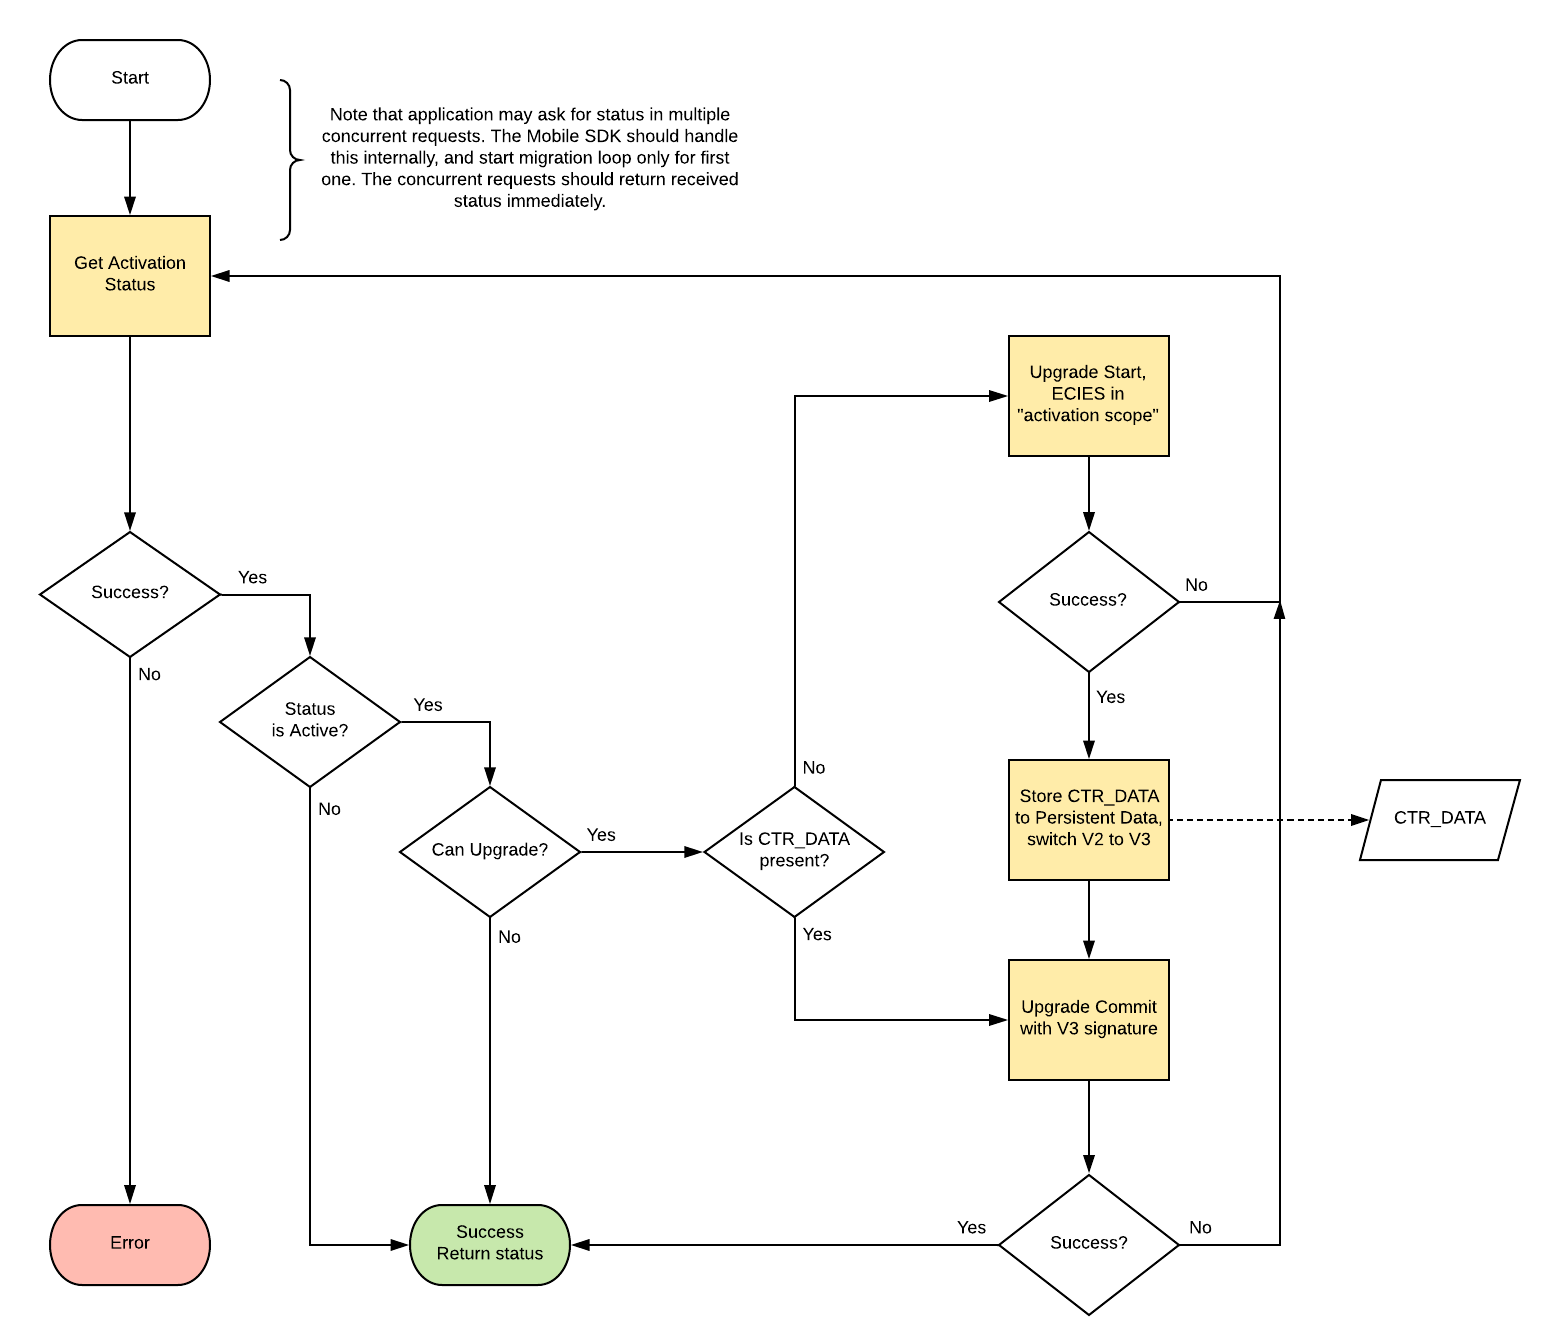 Start
Note that application may ask for status in multiple
concurrent requests. The Mobile SDK should handle
this internally, and start migration loop only for first
one. The concurrent requests should return received
status immediately.
Get Activation
Status
Upgrade Start,
ECIES in
"activation scope"
Success?
Yes
No
Success?
No
Yes
Status
is Active?
Yes
No
Can Upgrade?
Yes
No
Is CTR_DATA
present?
No
Yes
Store CTR_DATA
to Persistent Data,
switch V2 to V3
CTR_DATA
Upgrade Commit
with V3 signature
Success?
Yes
No
Error
Success
Return status